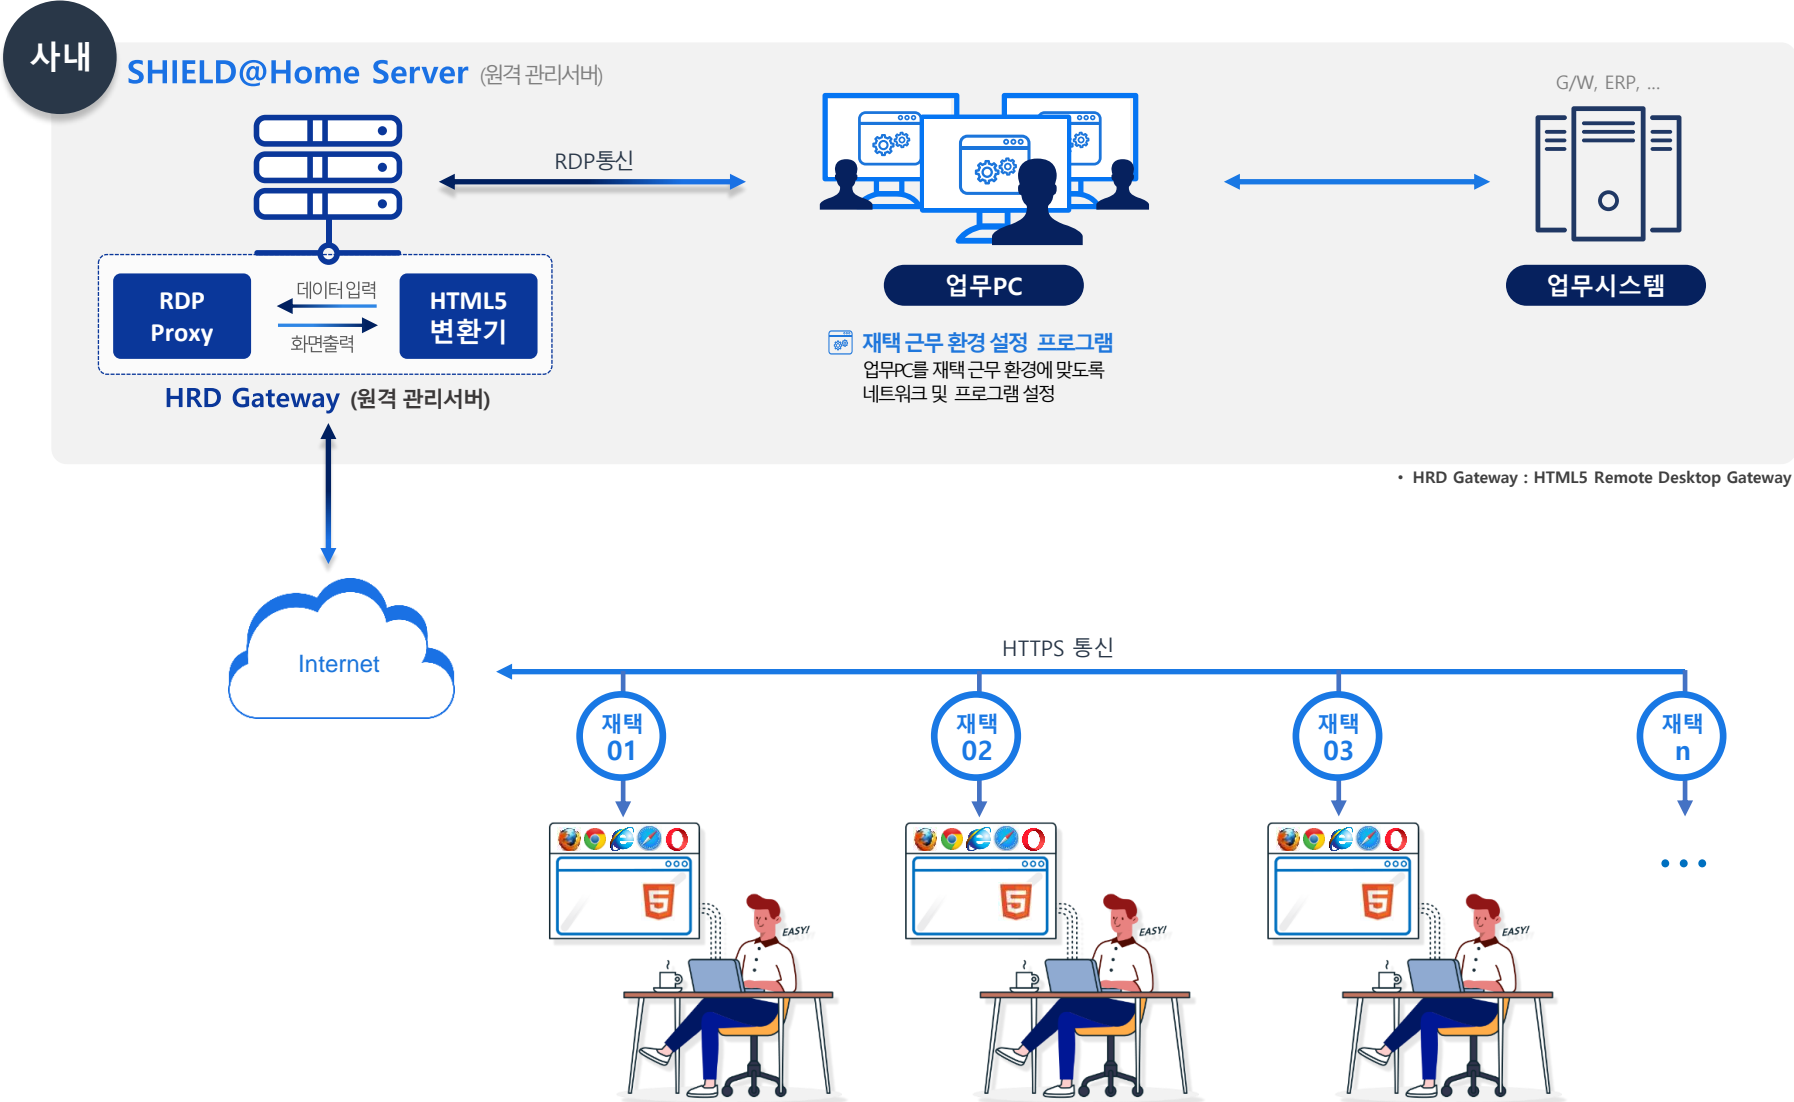 사내
SHIELD@Home Server (원격 관리서버)
G/W, ERP, ...
RDP통신
RDP
Proxy
데이터 입력
화면출력
HTML5
변환기
HRD Gateway (원격 관리서버)
업무PC
재택 근무 환경 설정 프로그램
업무PC를 재택 근무 환경에 맞도록
네트워크 및 프로그램 설정
업무시스템
• HRD Gateway : HTML5 Remote Desktop Gateway
Internet
HTTPS 통신
재택
01
재택
02
재택
03
재택
n
EASY!
EASY!
EASY!